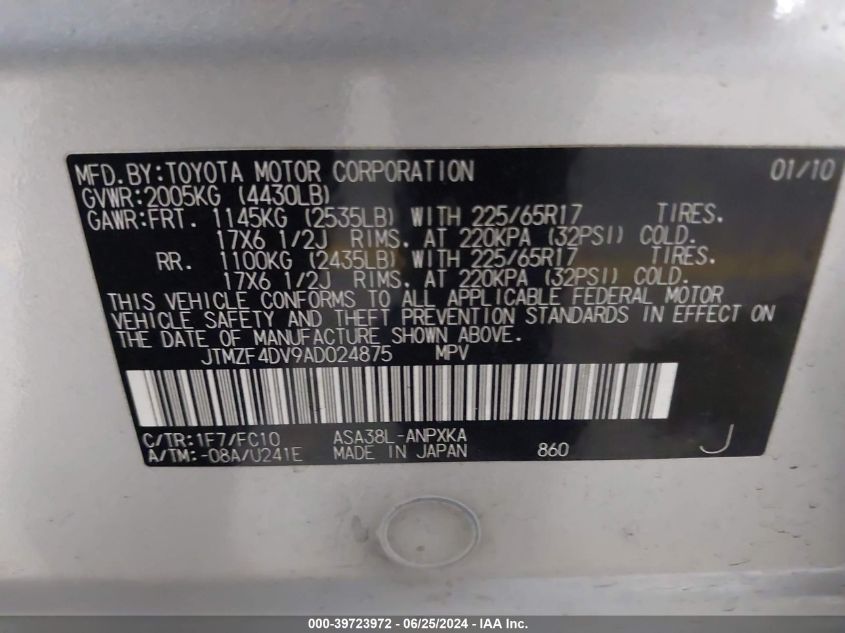 MFD.BY:TOYOTA MOTOR CORPORATION 01/10
GVWR:2005KG (4430LB)
GAWR:FRT. 1145KG (2535LB) WITH 225/65R17 TIRES.
17X6 1/2J RIMS. AT 220KPA (32PSI) COLD.
RR. 1100KG (2435LB) WITH 225/65R17 TIRES.
17X6 1/2J RIMS. AT 220KPA (32PSI) COLD.
THIS VEHICLE CONFORMS TO ALL APPLICABLE FEDERAL MOTOR
VEHICLE SAFETY AND THEFT PREVENTION STANDARDS IN EFFECT ON
THE DATE OF MANUFACTURE SHOWN ABOVE.
JTMZF4DV9AD024875 MPV
C/TR:1F7/FC10 ASA38L-ANPXKA
A/TM:-08A/U241E MADE IN JAPAN 860 J
000-39723972 / 06/25/2024 / COPYRIGHT IAA, Inc.